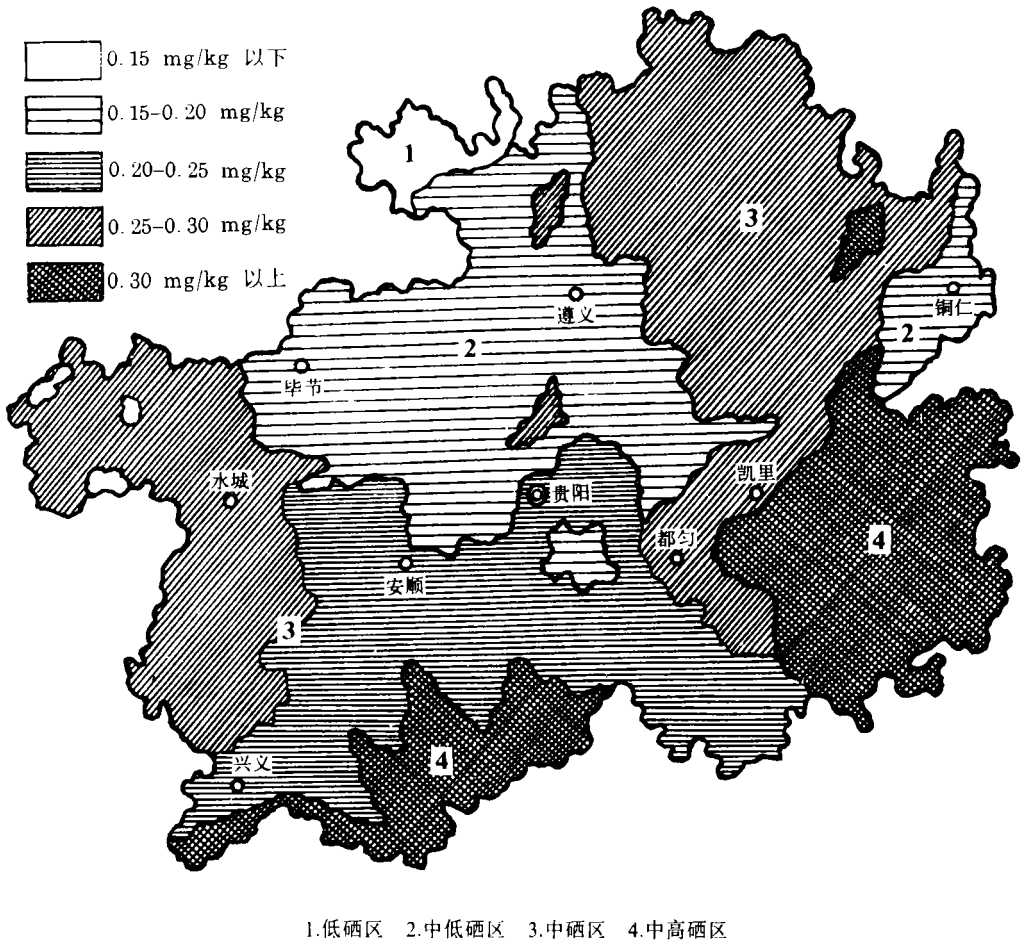 0.15 mg/kg 以下
0.15-0.20 mg/kg
0.20-0.25 mg/kg
0.25-0.30 mg/kg
0.30 mg/kg 以上
1
3
铜仁
2
遵义
2
毕节
水城
凯里
贵阳
都匀
4
安顺
3
兴义
4
1.低硒区 2.中低硒区 3.中硒区 4.中高硒区